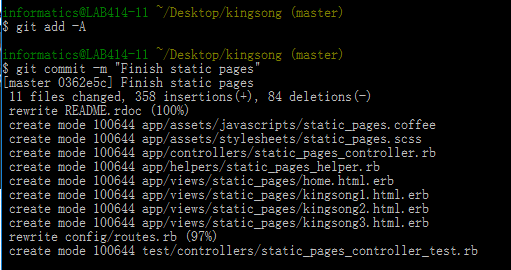 informatics@LAB414-11 ~/Desktop/kingsong (master)
$ git add -A
informatics@LAB414-11 ~/Desktop/kingsong (master)
$ git commit -m "Finish static pages"
[master 0362e5c] Finish static pages
11 files changed, 358 insertions(+), 84 deletions(-)
rewrite README.rdoc (100%)
create mode 100644 app/assets/javascripts/static_pages.coffee
create mode 100644 app/assets/stylesheets/static_pages.scss
create mode 100644 app/controllers/static_pages_controller.rb
create mode 100644 app/helpers/static_pages_helper.rb
create mode 100644 app/views/static_pages/home.html.erb
create mode 100644 app/views/static_pages/kingsong1.html.erb
create mode 100644 app/views/static_pages/kingsong2.html.erb
create mode 100644 app/views/static_pages/kingsong3.html.erb
rewrite config/routes.rb (97%)
create mode 100644 test/controllers/static_pages_controller_test.rb